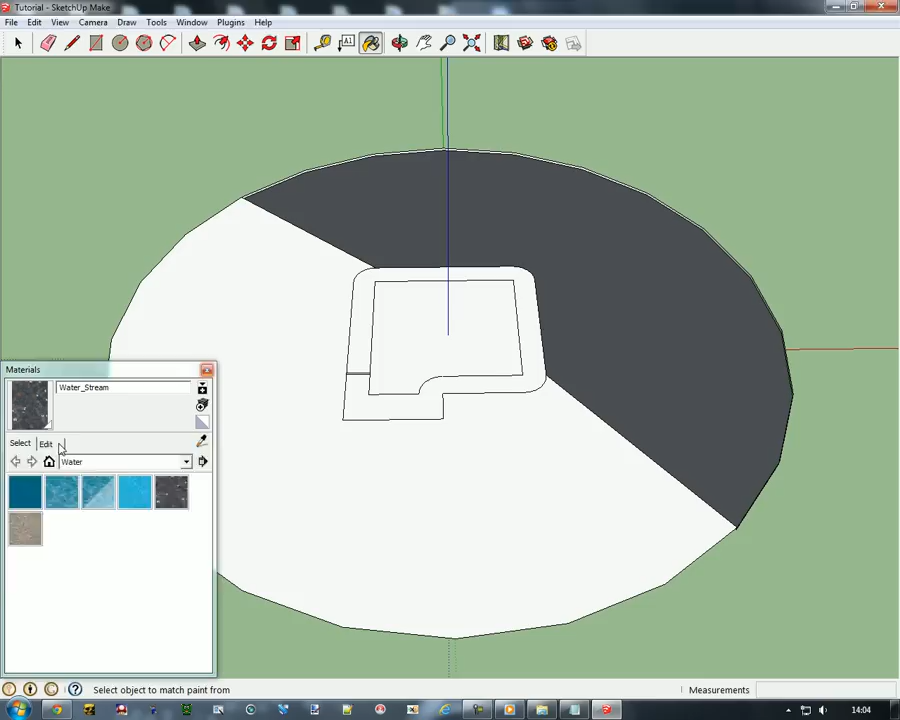 Tutorial - SketchUp Make
File Edit View Camera Draw Tools Window Plugins Help
A1
Materials
Water_Stream
Select Edit
Water
Select object to match paint from
Measurements
14:04